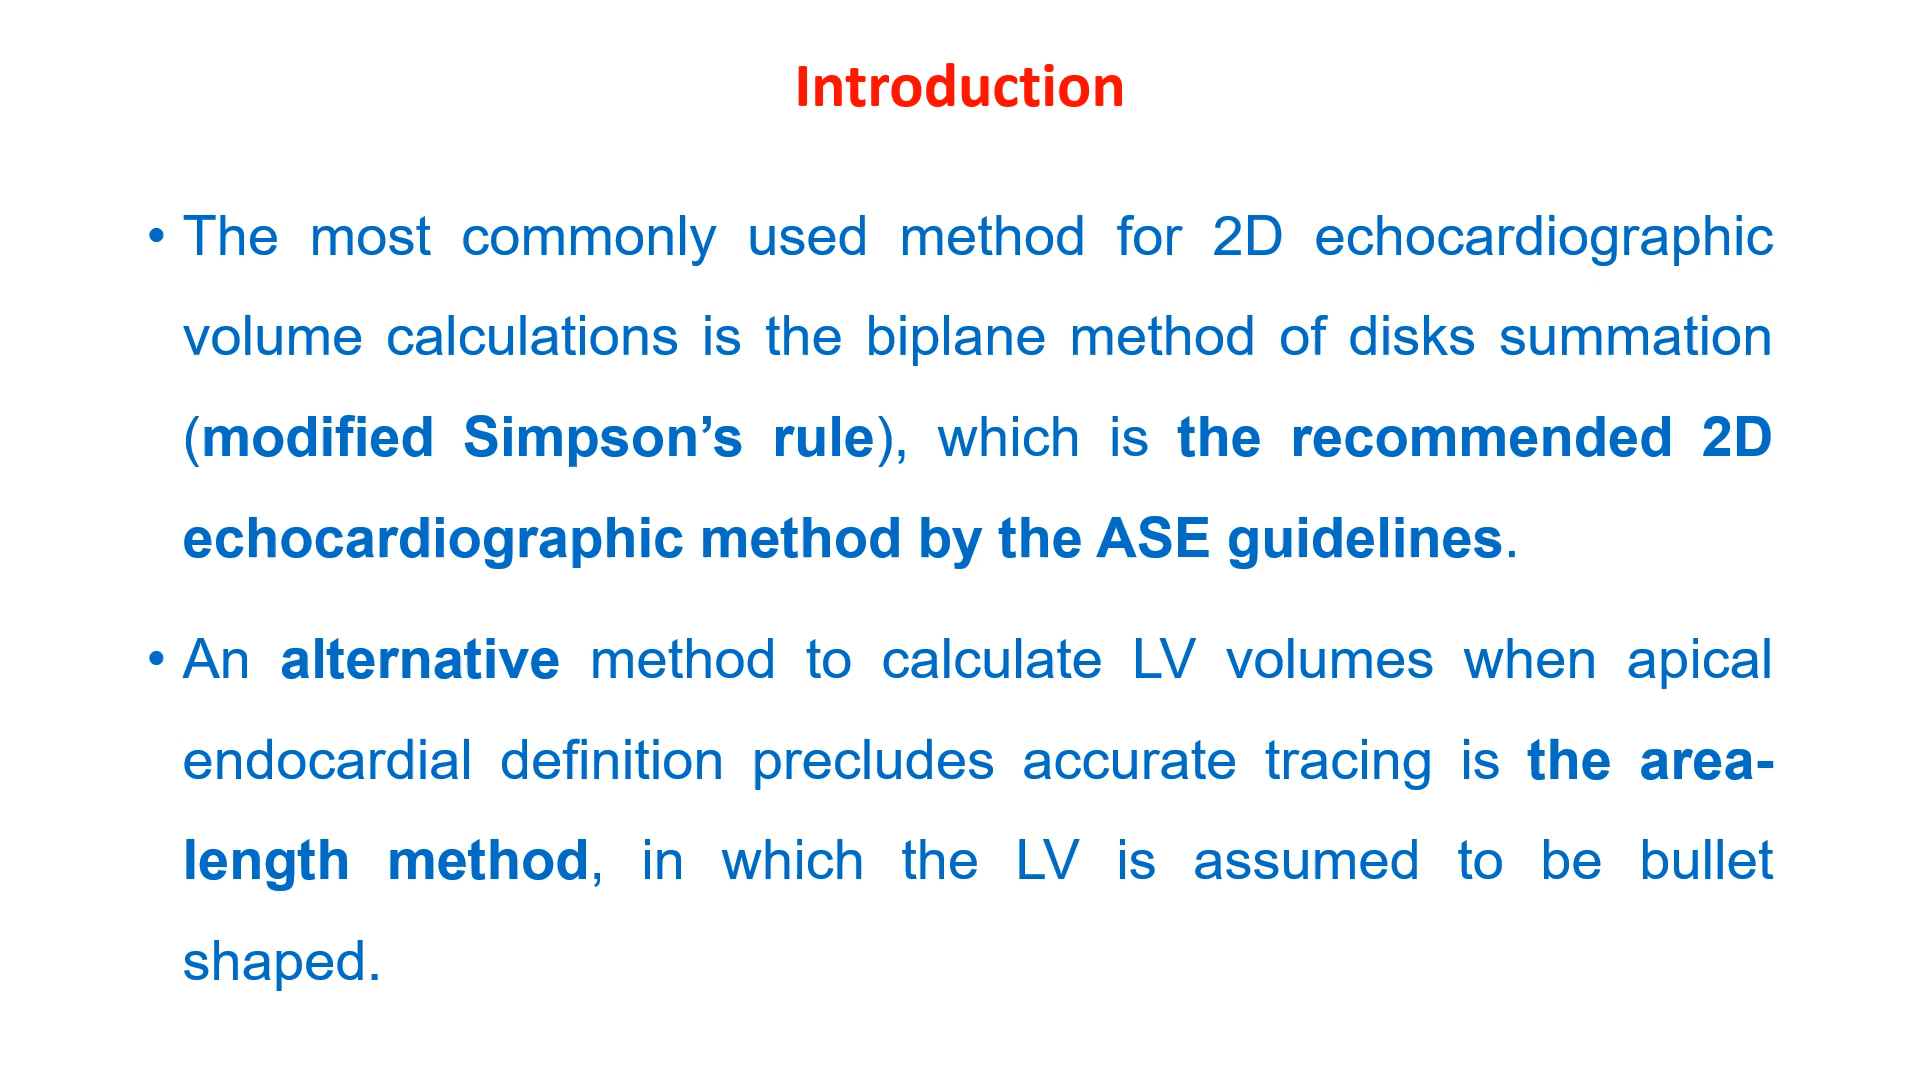 Introduction
• The most commonly used method for 2D echocardiographic
volume calculations is the biplane method of disks summation
(modified Simpson’s rule), which is the recommended 2D
echocardiographic method by the ASE guidelines.
• An alternative method to calculate LV volumes when apical
endocardial definition precludes accurate tracing is the area-
length method, in which the LV is assumed to be bullet
shaped.